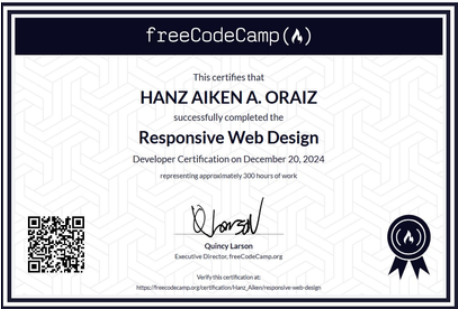 freeCodeCamp
This certifies that
HANZ AIKEN A. ORAIZ
successfully completed the
Responsive Web Design
Developer Certification on December 20, 2024
representing approximately 300 hours of work
Quincy Larson
Executive Director, freeCodeCamp.org
Verify this certification at:
https://freecodecamp.org/certification/Hanz_Aiken/responsive-web-design